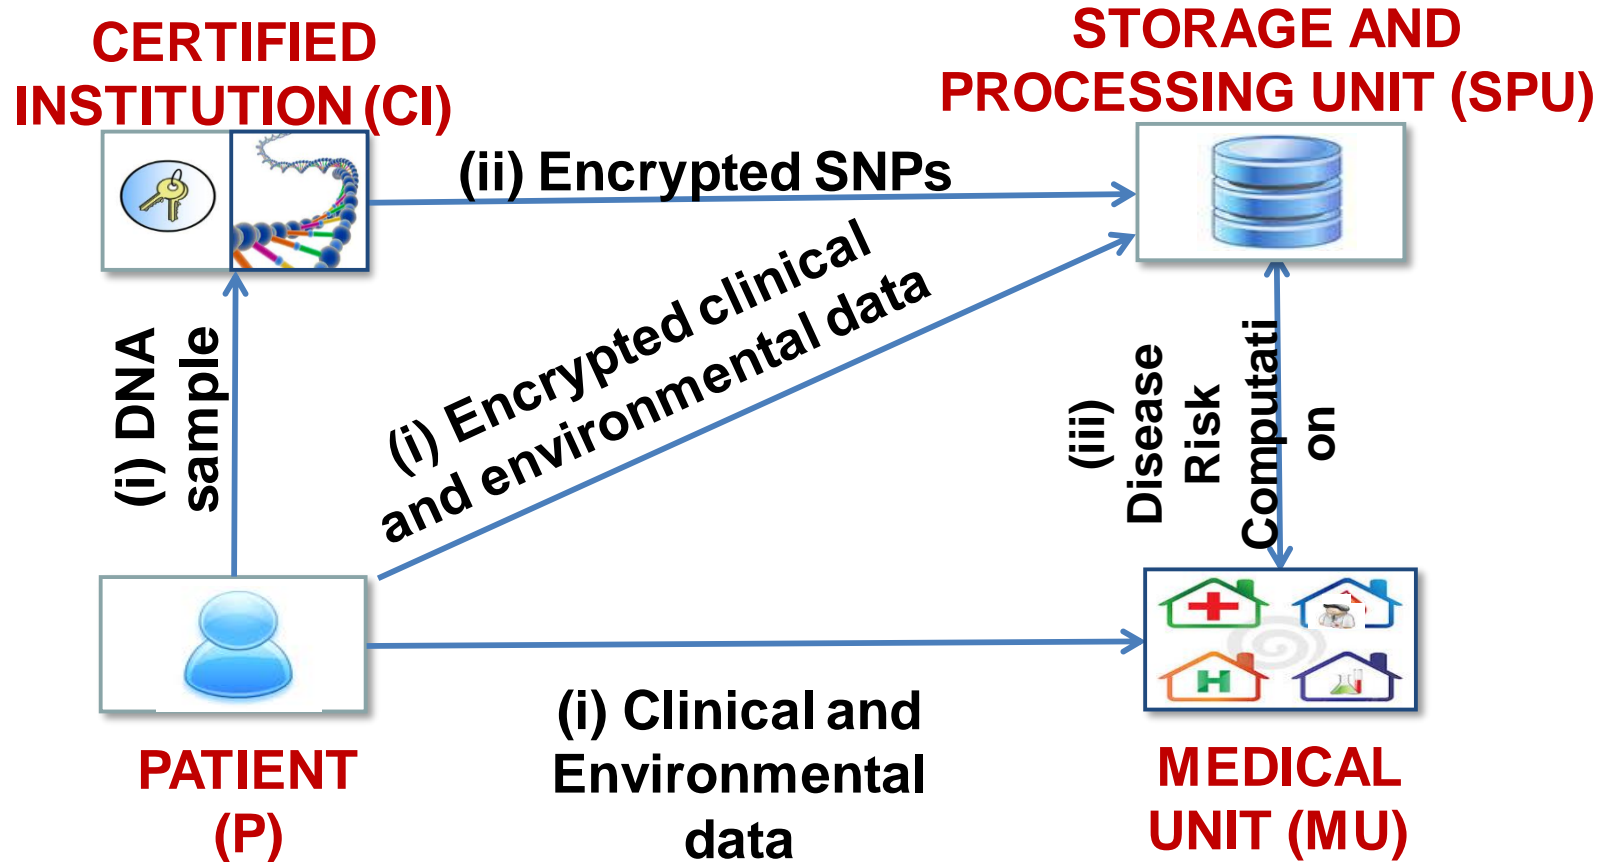 CERTIFIED
INSTITUTION (CI)
STORAGE AND
PROCESSING UNIT (SPU)
(ii) Encrypted SNPs
(i) Encrypted clinical
and environmental data
(i) DNA
sample
(iii)
Disease
Risk
Computati
on
H
(i) Clinical and
Environmental
data
PATIENT
(P)
MEDICAL
UNIT (MU)